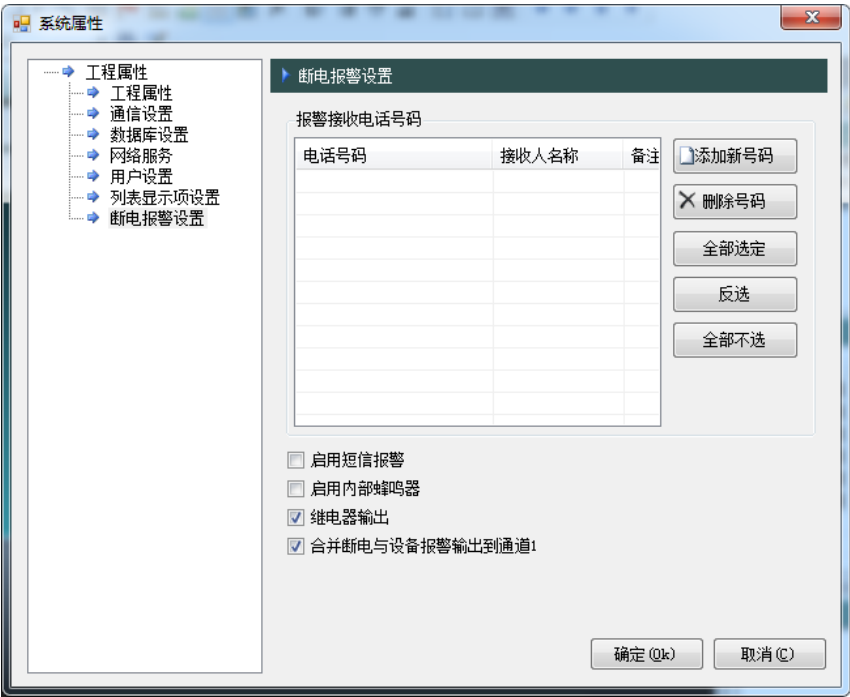 系统属性
工程属性
工程属性
通信设置
数据库设置
网络服务
用户设置
列表显示项设置
断电报警设置
断电报警设置
报警接收电话号码
电话号码 接收人名称 备注
添加新号码
删除号码
全部选定
反选
全部不选
启用短信报警
启用内部蜂鸣器
继电器输出
合并断电与设备报警输出到通道1
确定(Ok) 取消(C)